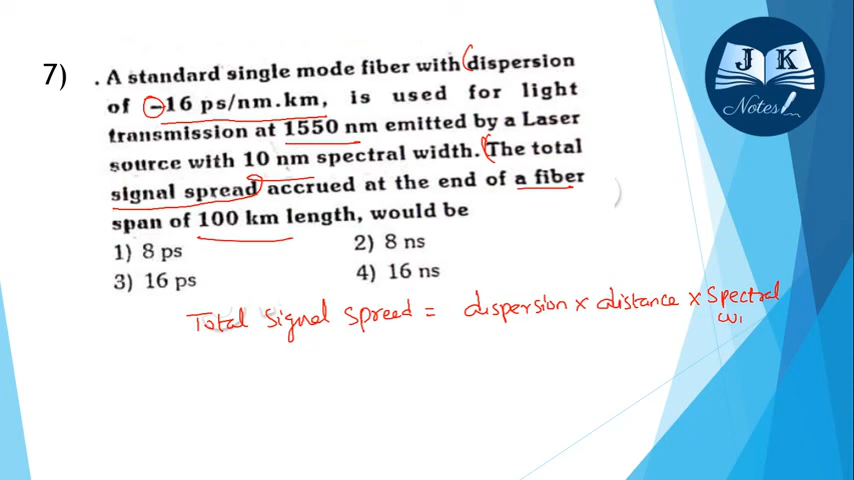 7)
. A standard single mode fiber with dispersion
of -16 ps/nm.km, is used for light
transmission at 1550 nm emitted by a Laser
source with 10 nm spectral width. The total
signal spread accrued at the end of a fiber
span of 100 km length, would be
1) 8 ps
2) 8 ns
3) 16 ps
4) 16 ns
Total signal spread = dispersion x distance x Spectral
wi
J K
Notes